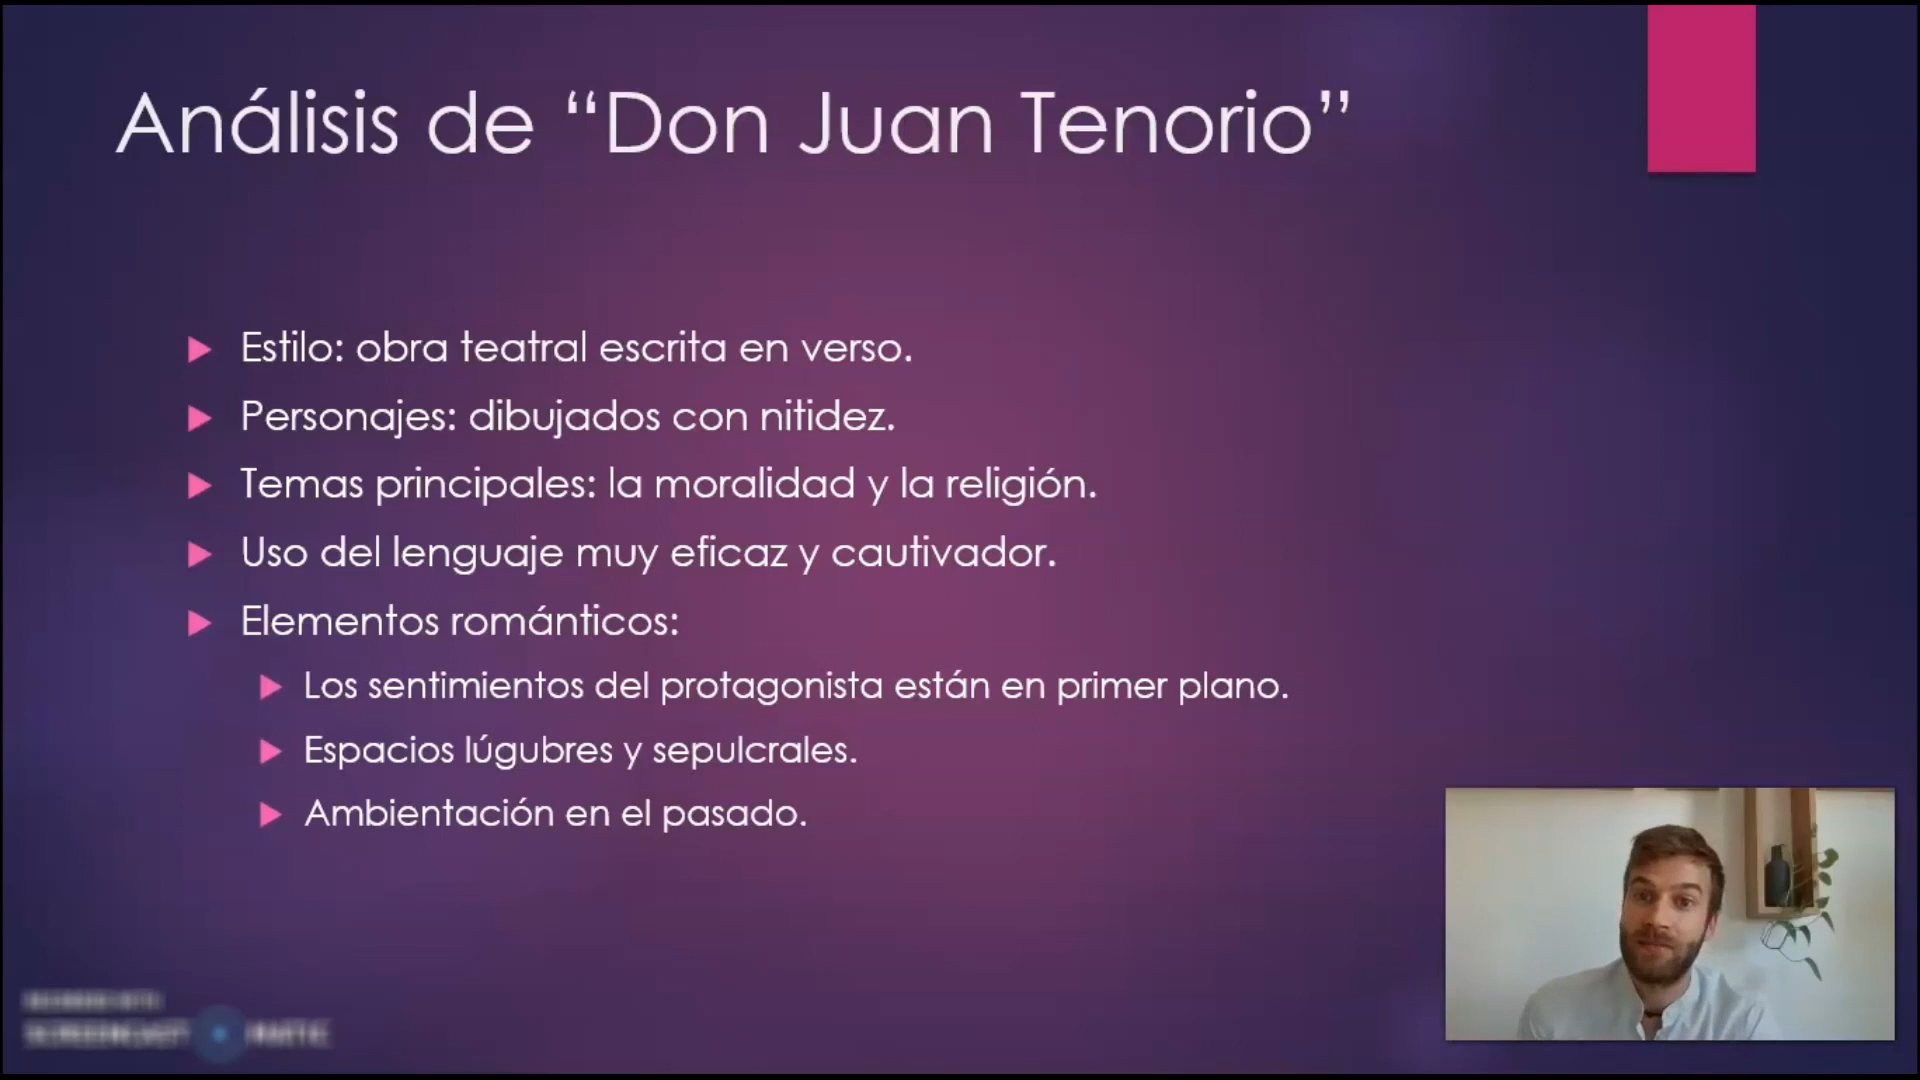 Análisis de “Don Juan Tenorio”
Estilo: obra teatral escrita en verso.
Personajes: dibujados con nitidez.
Temas principales: la moralidad y la religión.
Uso del lenguaje muy eficaz y cautivador.
Elementos románticos:
Los sentimientos del protagonista están en primer plano.
Espacios lúgubres y sepulcrales.
Ambientación en el pasado.